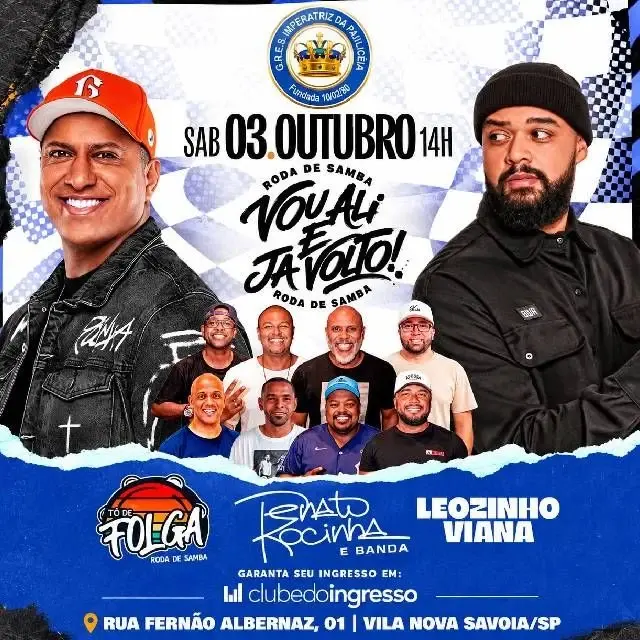 G.R.E.S. IMPERATRIZ DA PAULICÉIA
Fundada 10/02/90
SAB 03.OUTUBRO 14H
RODA DE SAMBA
VOU ALI
E
JÁ VOLTO!
RODA DE SAMBA
TÔ DE
FOLGA
RODA DE SAMBA
Renato
Rocinha
E BANDA
LEOZINHO
VIANA
GARANTA SEU INGRESSO EM:
clubedoingresso
RUA FERNÃO ALBERNAZ, 01 | VILA NOVA SAVOIA/SP